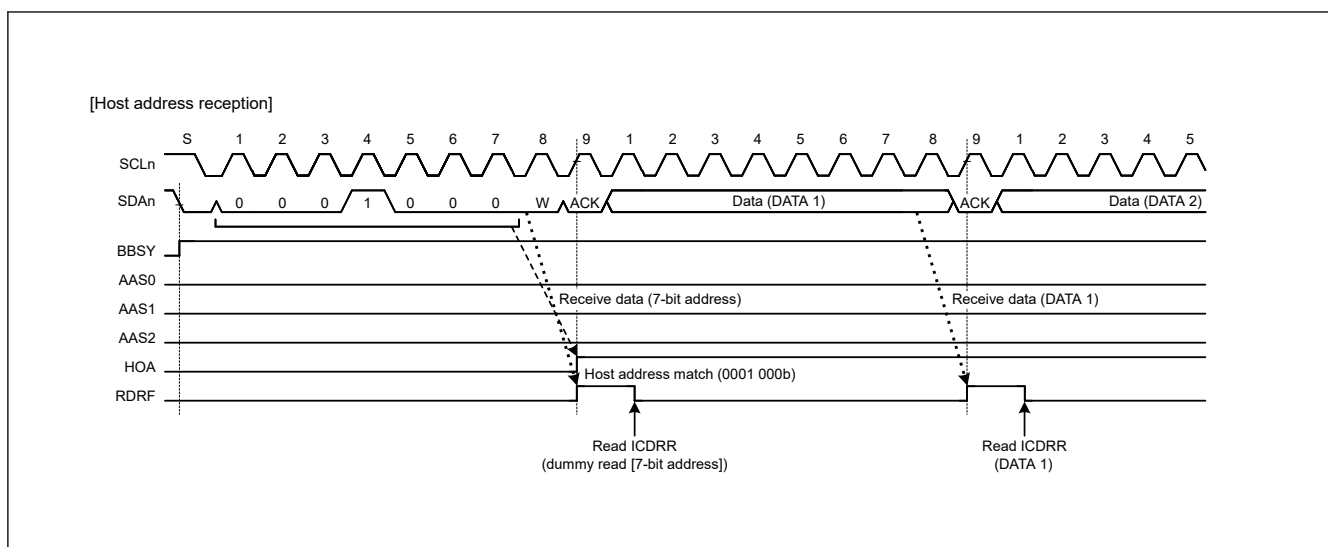 [Host address reception]
S 1 2 3 4 5 6 7 8 9 1 2 3 4 5 6 7 8 9 1 2 3 4 5
SCLn
SDAn 0 0 0 1 0 0 0 W ACK Data (DATA 1) ACK Data (DATA 2)
BBSY
AAS0
Receive data (7-bit address) Receive data (DATA 1)
AAS1
AAS2
HOA
Host address match (0001 000b)
RDRF
Read ICDRR Read ICDRR
(dummy read [7-bit address]) (DATA 1)